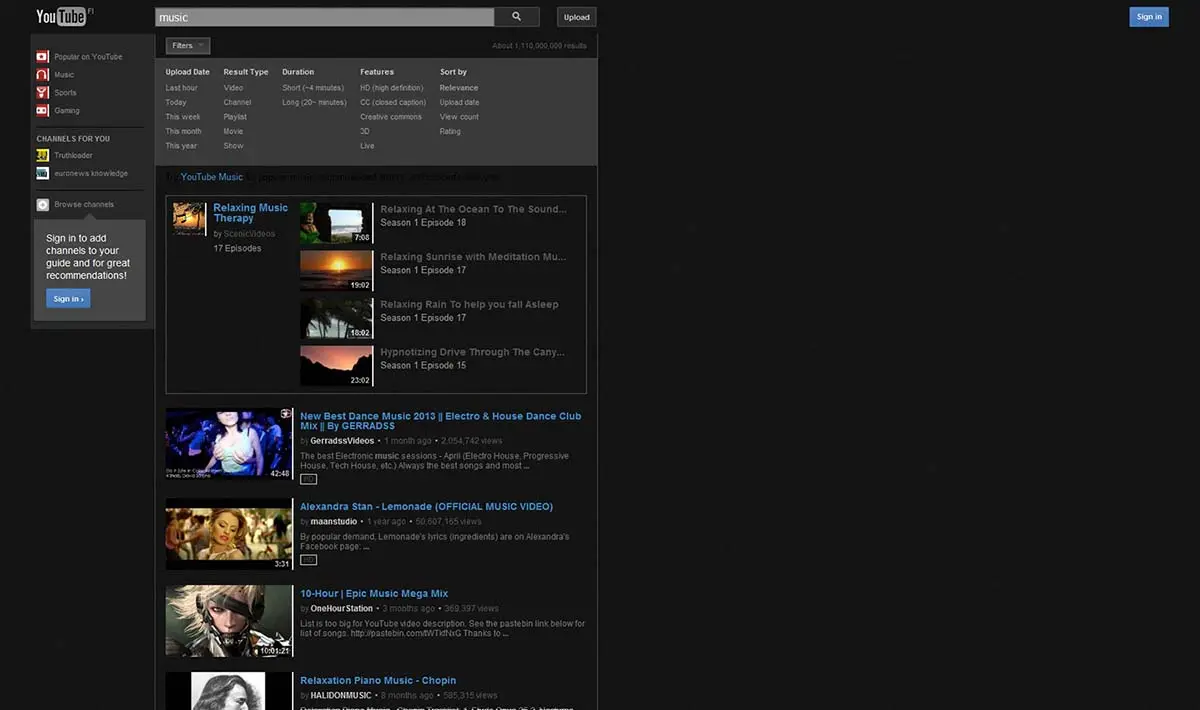 YouTube FI
music
Upload
Sign in
Popular on YouTube
Music
Sports
Gaming
CHANNELS FOR YOU
Truthloader
euronews knowledge
Browse channels
Sign in to add
channels to your
guide and for great
recommendations!
Sign in ›
Filters
About 1,110,000,000 results
Upload Date
Last hour
Today
This week
This month
This year
Result Type
Video
Channel
Playlist
Movie
Show
Duration
Short (~4 minutes)
Long (20~ minutes)
Features
HD (high definition)
CC (closed caption)
Creative commons
3D
Live
Sort by
Relevance
Upload date
View count
Rating
YouTube Music
Relaxing Music
Therapy
by ScenicVideos
17 Episodes
7:08
Relaxing At The Ocean To The Sound...
Season 1 Episode 18
19:02
Relaxing Sunrise with Meditation Mu...
Season 1 Episode 17
18:02
Relaxing Rain To help you fall Asleep
Season 1 Episode 17
23:02
Hypnotizing Drive Through The Cany...
Season 1 Episode 15
42:48
New Best Dance Music 2013 || Electro & House Dance Club
Mix || By GERRADSS
by GerradssVideos • 1 month ago • 2,054,742 views
The best Electronic music sessions - April (Electro House, Progressive
House, Tech House, etc.) Always the best songs and most ...
HD
3:31
Alexandra Stan - Lemonade (OFFICIAL MUSIC VIDEO)
by maanstudio • 1 year ago • 50,607,165 views
By popular demand, Lemonade's lyrics (ingredients) are on Alexandra's
Facebook page: ...
HD
10:01:21
10-Hour | Epic Music Mega Mix
by OneHourStation • 3 months ago • 369,397 views
List is too big for YouTube video description. See the pastebin link below for
list of songs. http://pastebin.com/tWTkfNxG Thanks to ...
Relaxation Piano Music - Chopin
by HALIDONMUSIC • 8 months ago • 585,315 views